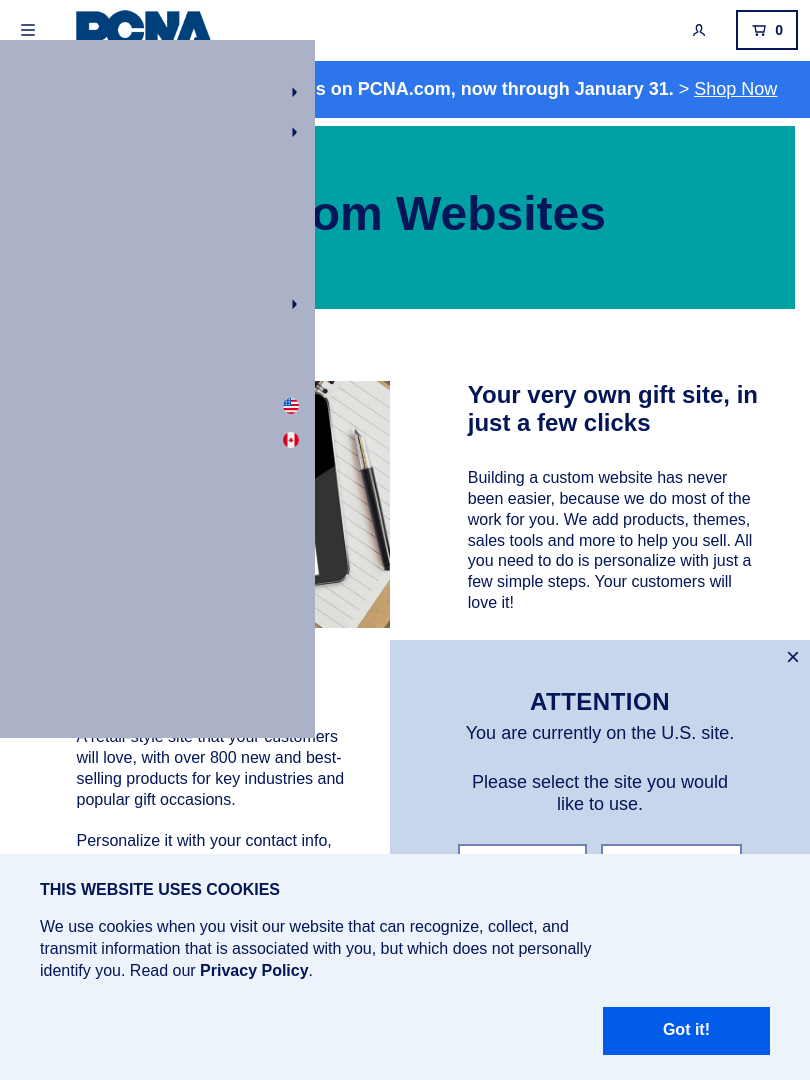 PCNA
0
s on PCNA.com, now through January 31. > Shop Now
om Websites
Your very own gift site, in
just a few clicks
Building a custom website has never
been easier, because we do most of the
work for you. We add products, themes,
sales tools and more to help you sell. All
you need to do is personalize with just a
few simple steps. Your customers will
love it!
A retail-style site that your customers
will love, with over 800 new and best-
selling products for key industries and
popular gift occasions.
Personalize it with your contact info,
ATTENTION
You are currently on the U.S. site.
Please select the site you would
like to use.
THIS WEBSITE USES COOKIES
We use cookies when you visit our website that can recognize, collect, and
transmit information that is associated with you, but which does not personally
identify you. Read our Privacy Policy.
Got it!